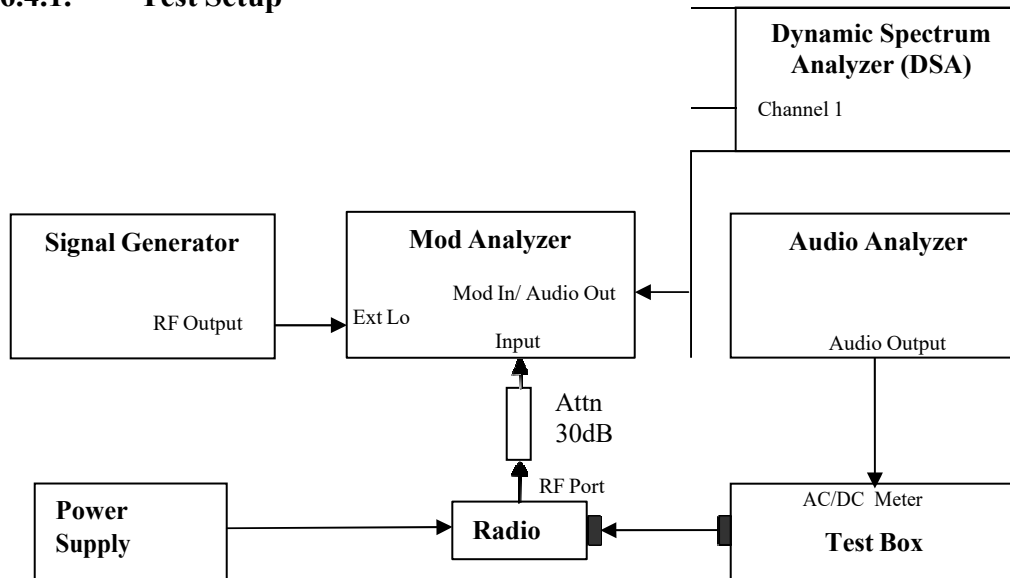 6.4.1. Test Setup
Dynamic Spectrum
Analyzer (DSA)
Channel 1
Signal Generator
RF Output
Mod Analyzer
Mod In/ Audio Out
Ext Lo
Input
Audio Analyzer
Audio Output
Attn
30dB
RF Port
Power
Supply
Radio
AC/DC Meter
Test Box